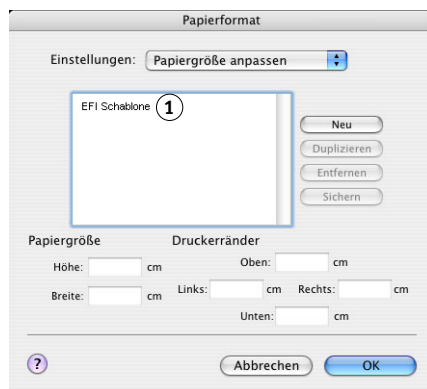 Papierformat
Einstellungen: Papiergröße anpassen
EFI Schablone 1
Neu
Duplizieren
Entfernen
Sichern
Papiergröße Druckerränder
Höhe: cm Oben: cm
Breite: cm Links: cm Rechts: cm
Unten: cm
? Abbrechen OK